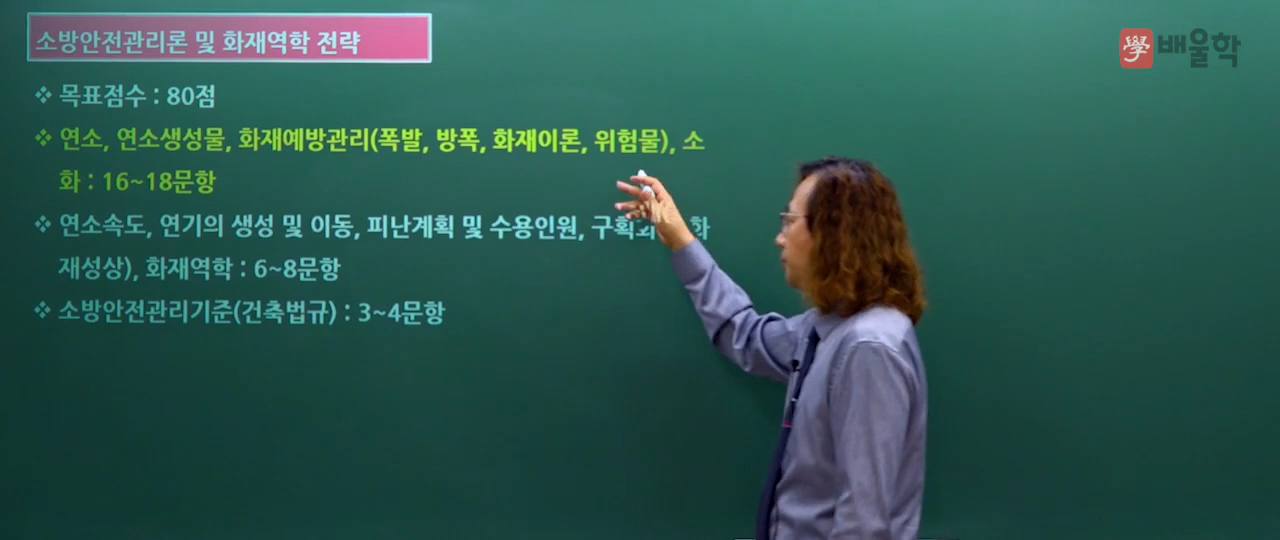 소방안전관리론 및 화재역학 전략
學 배울학
❖ 목표점수 : 80점
❖ 연소, 연소생성물, 화재예방관리(폭발, 방폭, 화재이론, 위험물), 소
화 : 16~18문항
❖ 연소속도, 연기의 생성 및 이동, 피난계획 및 수용인원, 화
재성상), 화재역학 : 6~8문항
❖ 소방안전관리기준(건축법규) : 3~4문항